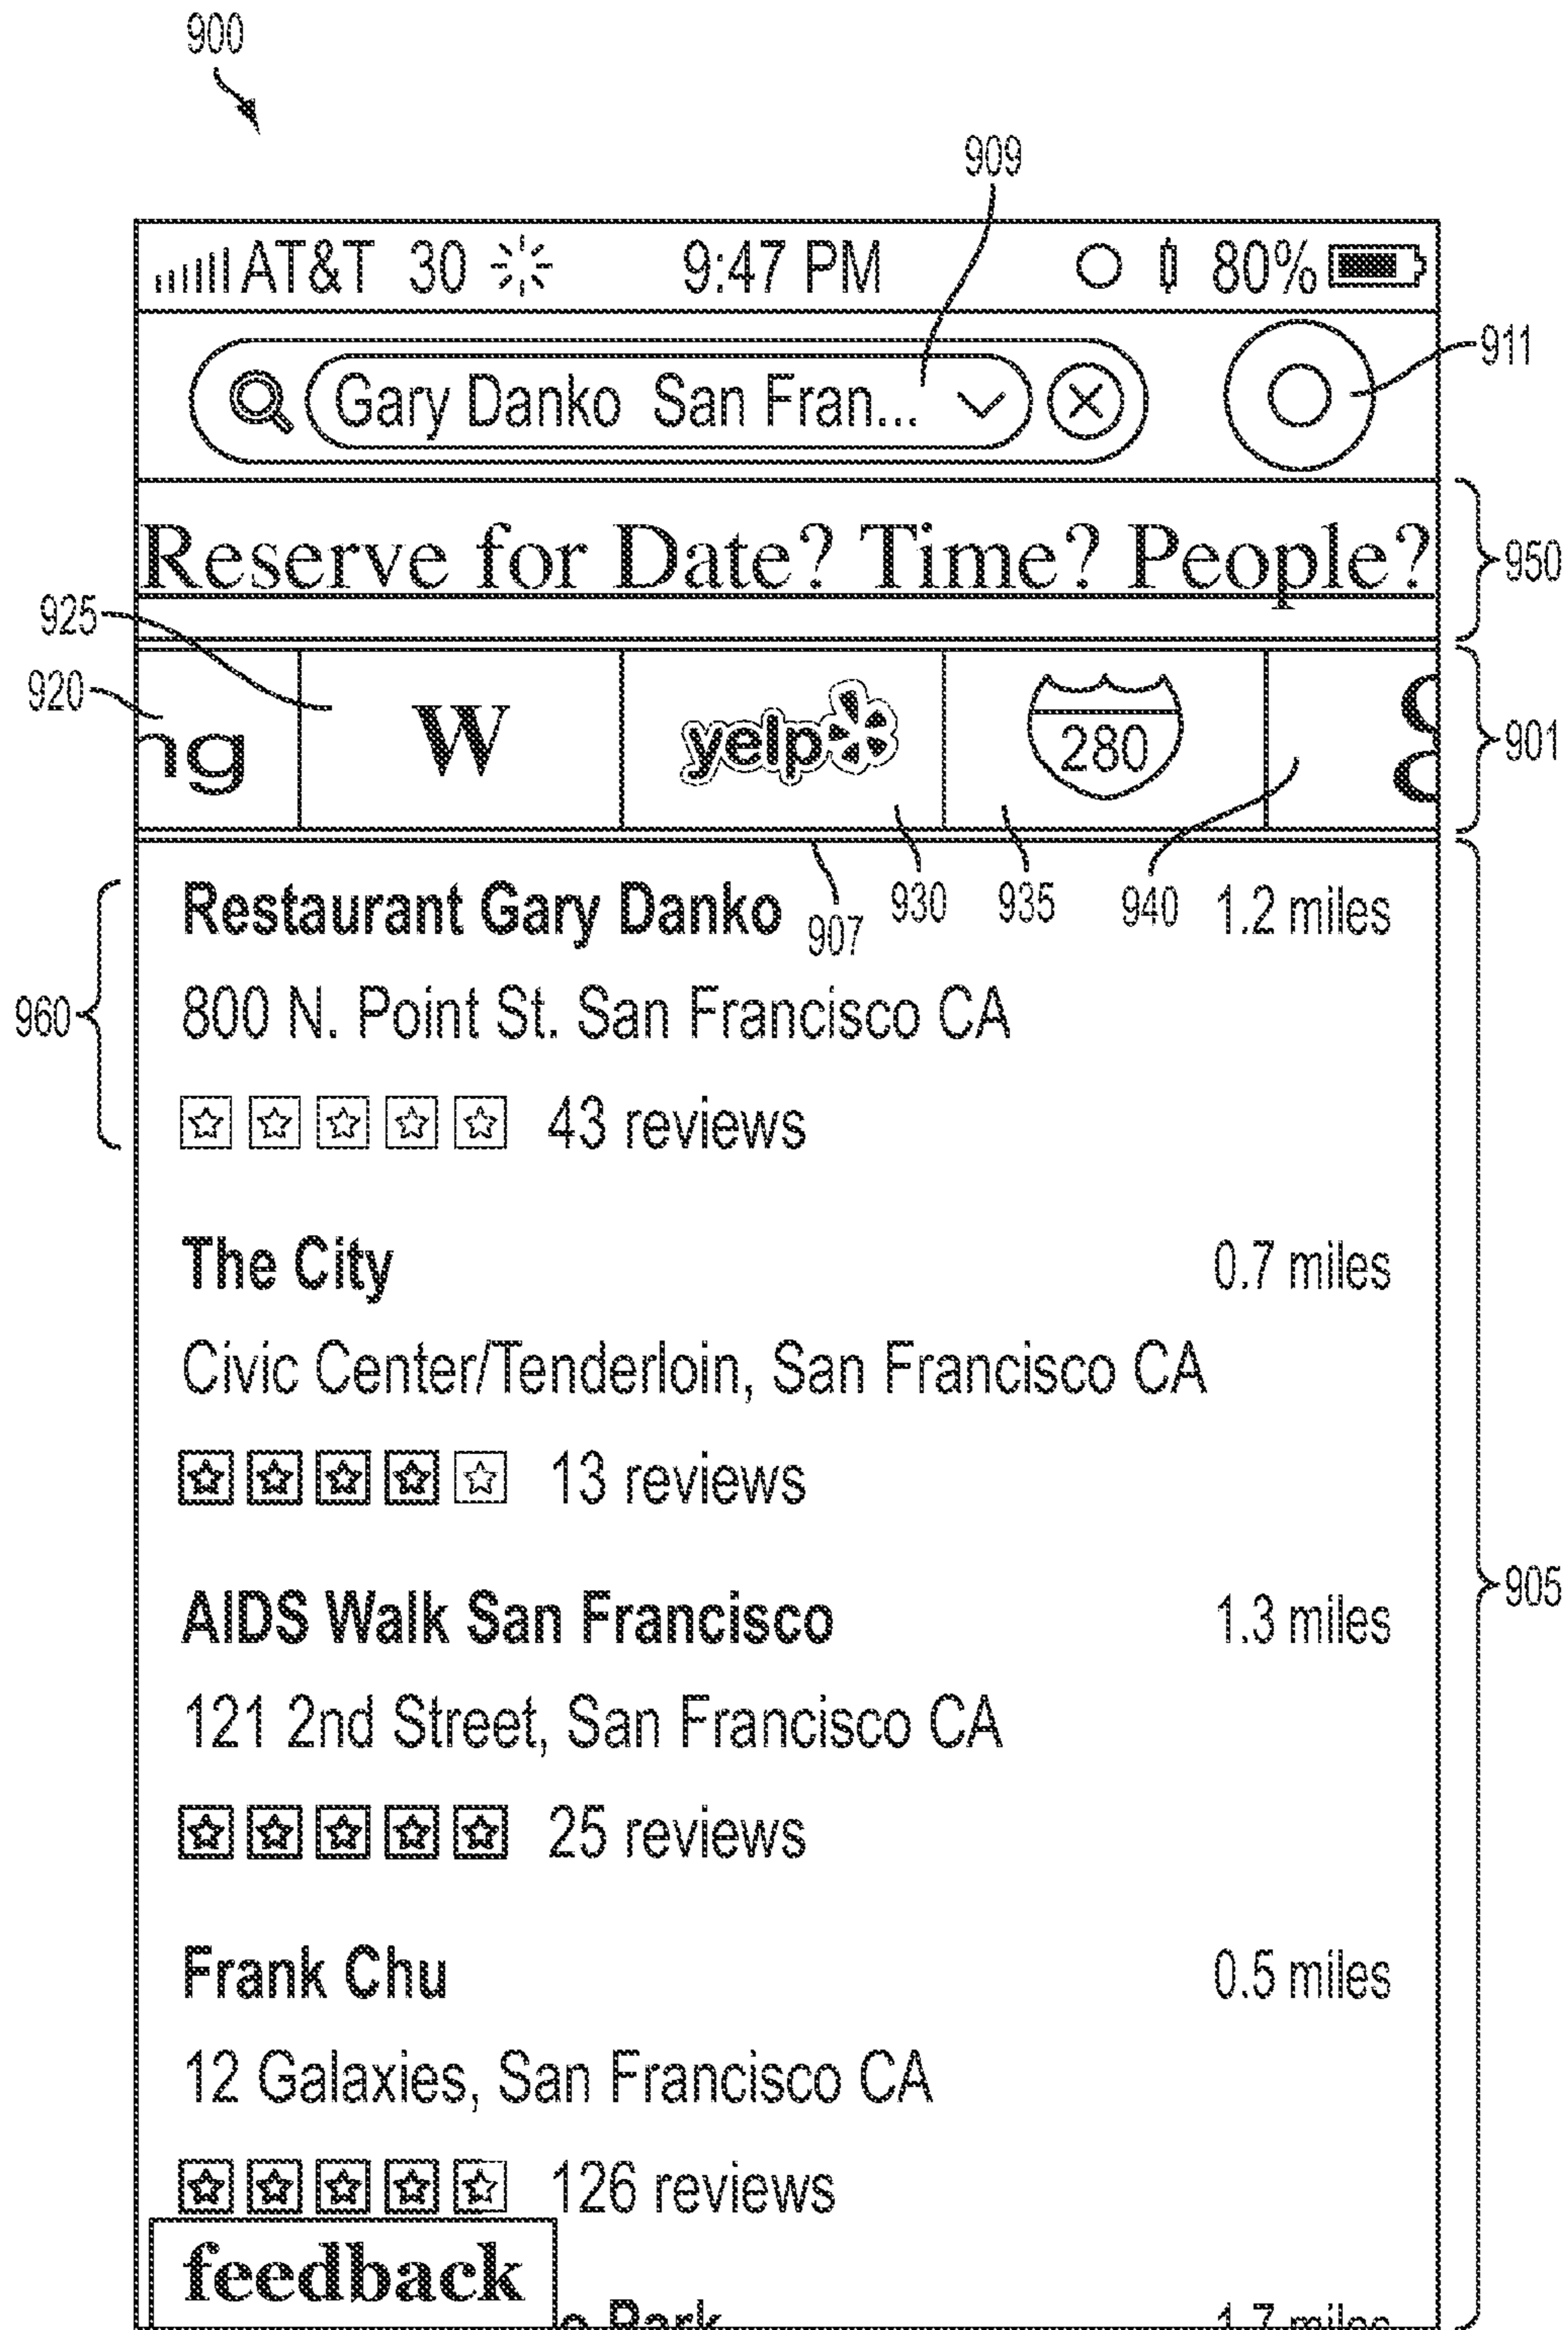 900
909
AT&T 30 9:47 PM 80%
Gary Danko San Fran...
911
Reserve for Date? Time? People?
950
925
920
ng W yelp 280
901
Restaurant Gary Danko 907 930 935 940 1.2 miles
960
800 N. Point St. San Francisco CA
43 reviews
The City 0.7 miles
Civic Center/Tenderloin, San Francisco CA
13 reviews
905
AIDS Walk San Francisco 1.3 miles
121 2nd Street, San Francisco CA
25 reviews
Frank Chu 0.5 miles
12 Galaxies, San Francisco CA
126 reviews
feedback
Park 1.7 miles